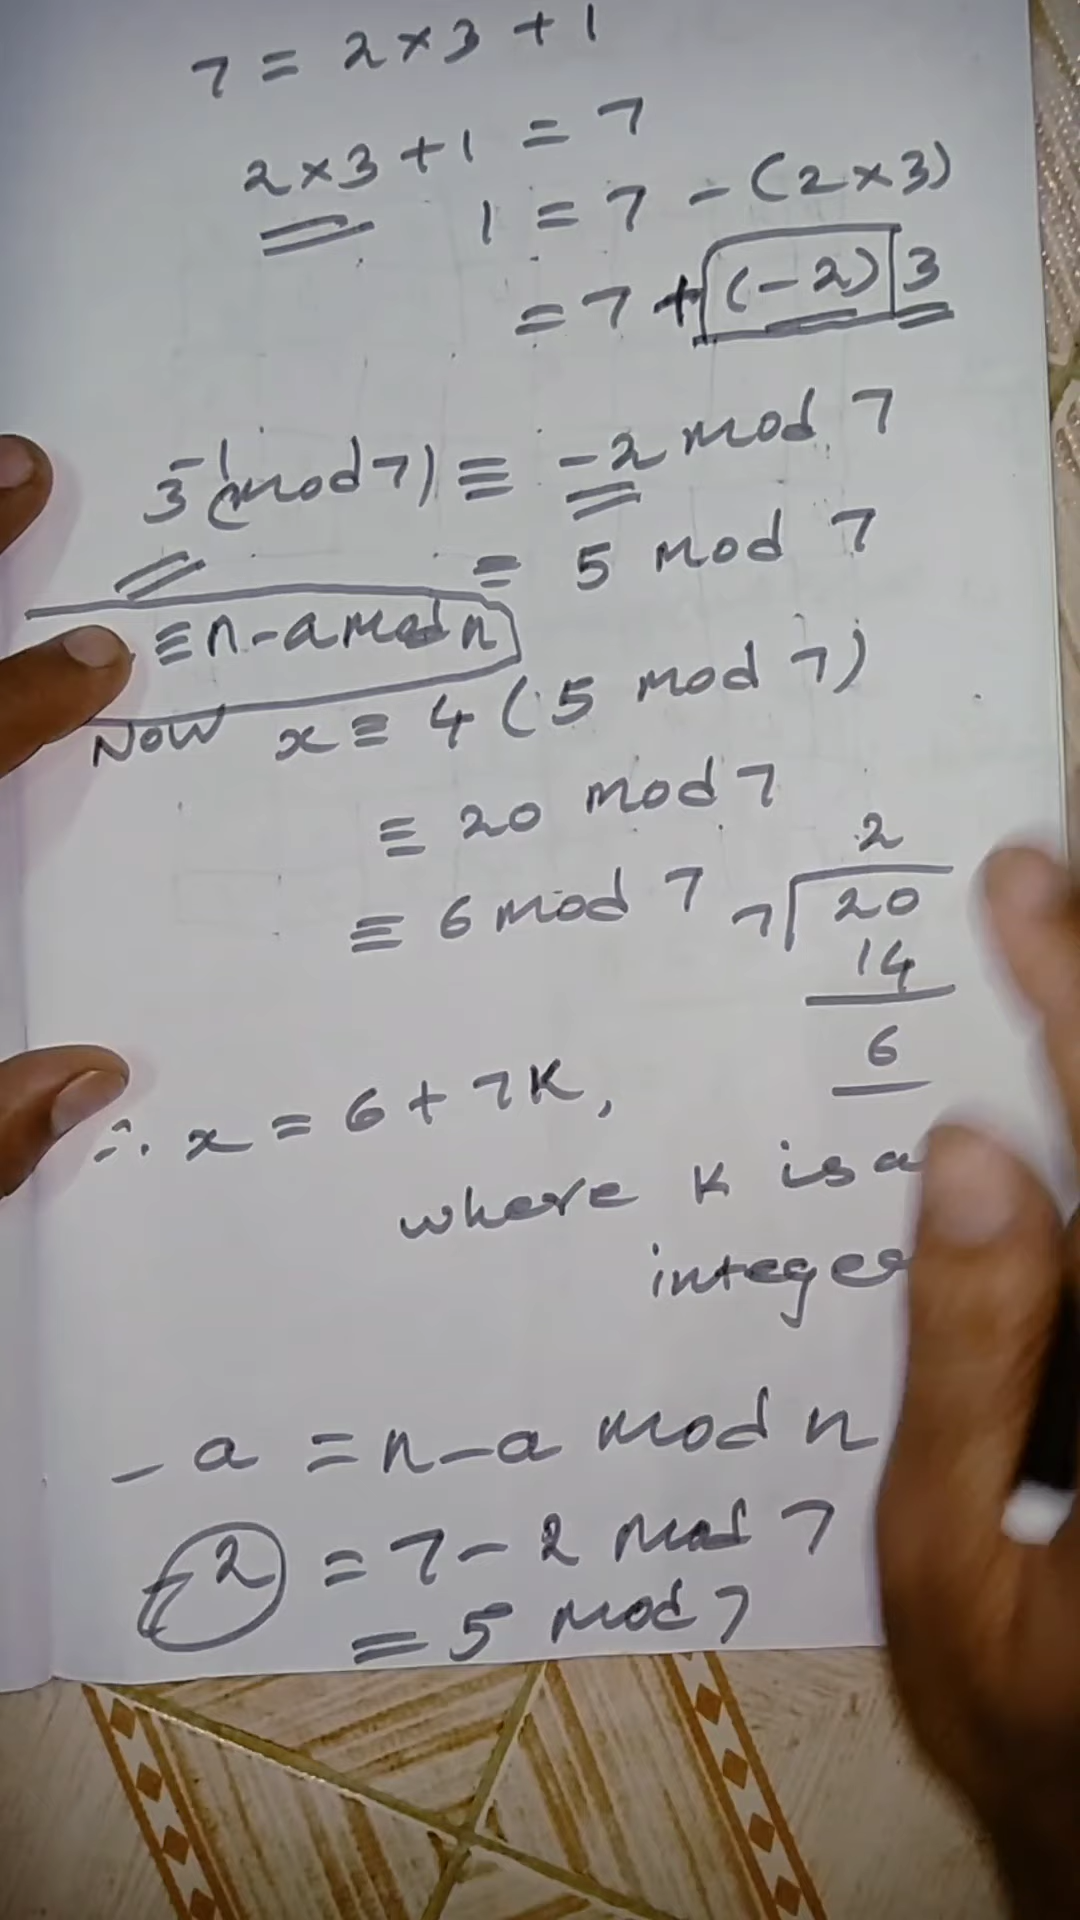 7 = 2×3 + 1
2×3 + 1 = 7
1 = 7 - (2×3)
= 7 + (-2) 3
3⁻¹(mod 7) ≡ -2 mod 7
= 5 mod 7
≡ n-a mod n
NOW x ≡ 4 (5 mod 7)
≡ 20 mod 7
2
≡ 6 mod 7 7 20
14
6
∴ x = 6 + 7K,
where K is
integer
-a = n-a mod n
-2 = 7-2 mod 7
= 5 mod 7